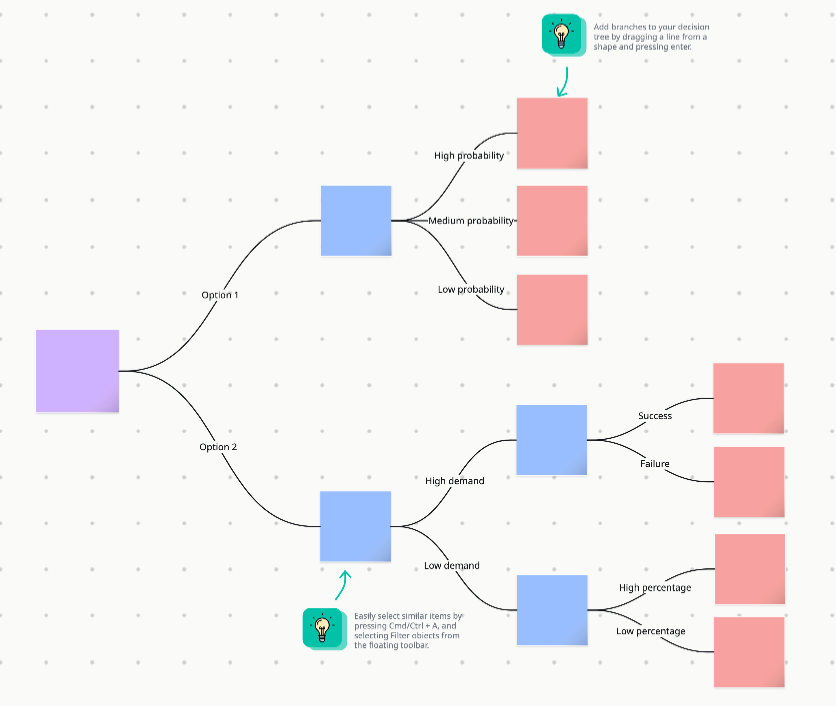 Add branches to your decision
tree by dragging a line from a
shape and pressing enter.
High probability
Medium probability
Low probability
Option 1
Option 2
Success
Failure
High demand
Low demand
High percentage
Low percentage
Easily select similar items by
pressing Cmd/Ctrl + A, and
selecting Filter objects from
the floating toolbar.